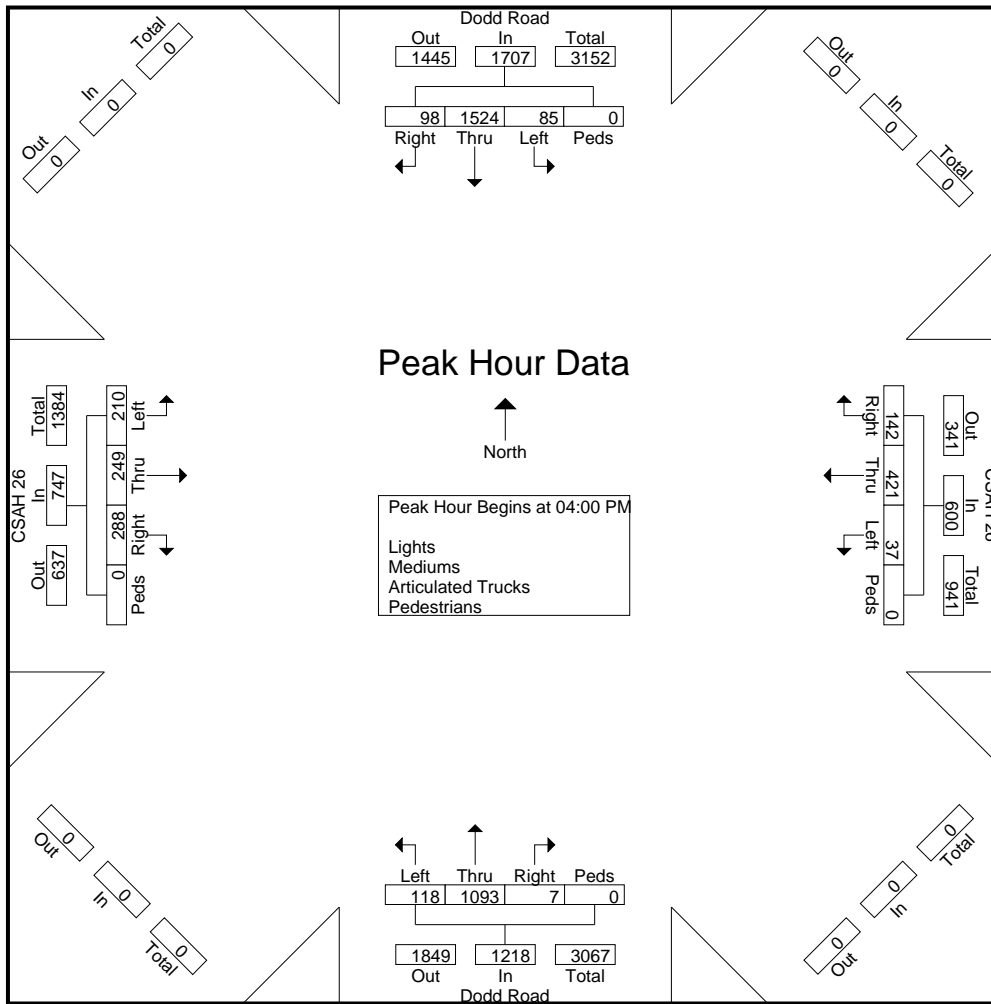 Dodd Road
Out In Total
1445 1707 3152
98 1524 85 0
Right Thru Left Peds
Total
0
In
0
Out
0
Out
0
In
0
Total
0
Peak Hour Data
North
Peak Hour Begins at 04:00 PM
Lights
Mediums
Articulated Trucks
Pedestrians
CSAH 26
Out In Total
637 747 1384
0 288 249 210
Peds Right Thru Left
CSAH 26
Out In Total
341 600 941
142 421 37 0
Right Thru Left Peds
0
Out
0
In
0
Total
0
Total
0
In
0
Out
Left Thru Right Peds
118 1093 7 0
1849 1218 3067
Out In Total
Dodd Road